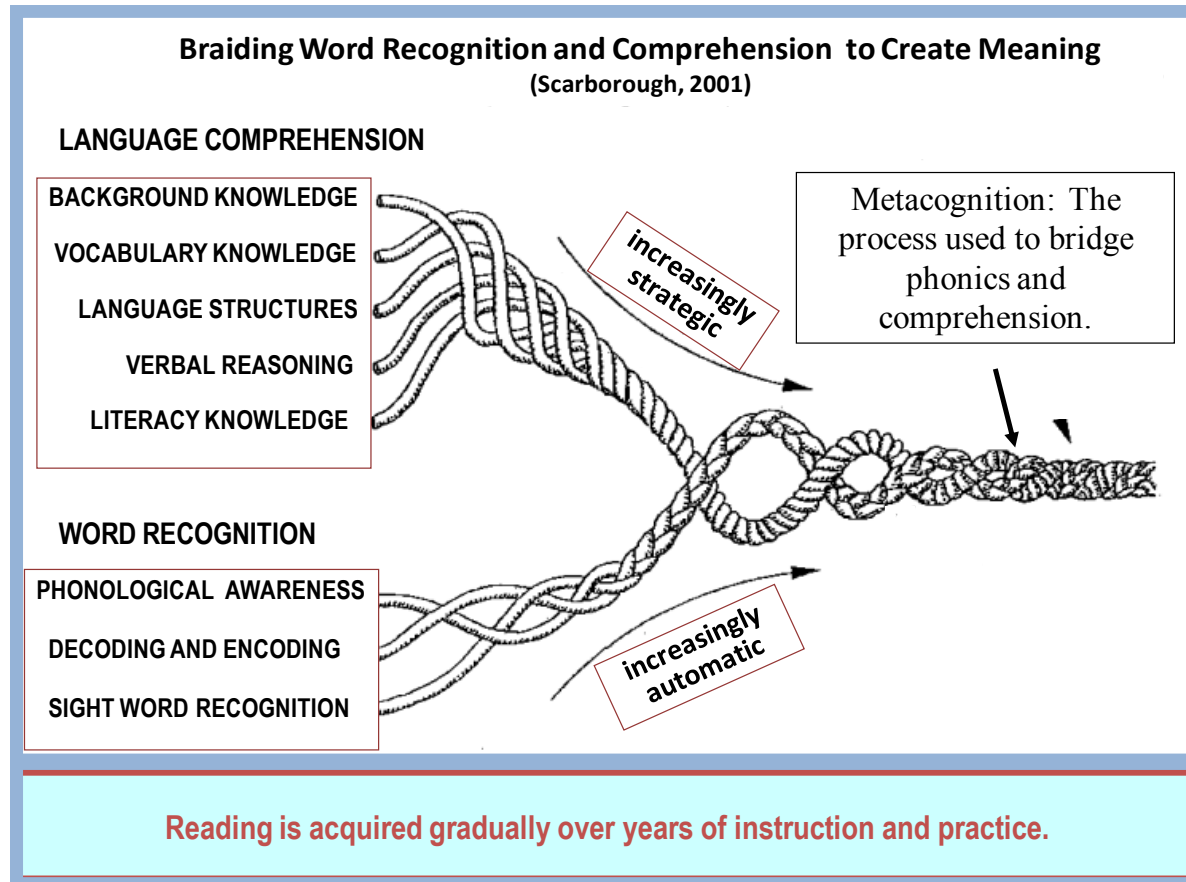 Braiding Word Recognition and Comprehension to Create Meaning
(Scarborough, 2001)
LANGUAGE COMPREHENSION
BACKGROUND KNOWLEDGE
VOCABULARY KNOWLEDGE
LANGUAGE STRUCTURES
VERBAL REASONING
LITERACY KNOWLEDGE
increasingly
strategic
Metacognition: The
process used to bridge
phonics and
comprehension.
WORD RECOGNITION
PHONOLOGICAL AWARENESS
DECODING AND ENCODING
SIGHT WORD RECOGNITION
increasingly
automatic
Reading is acquired gradually over years of instruction and practice.